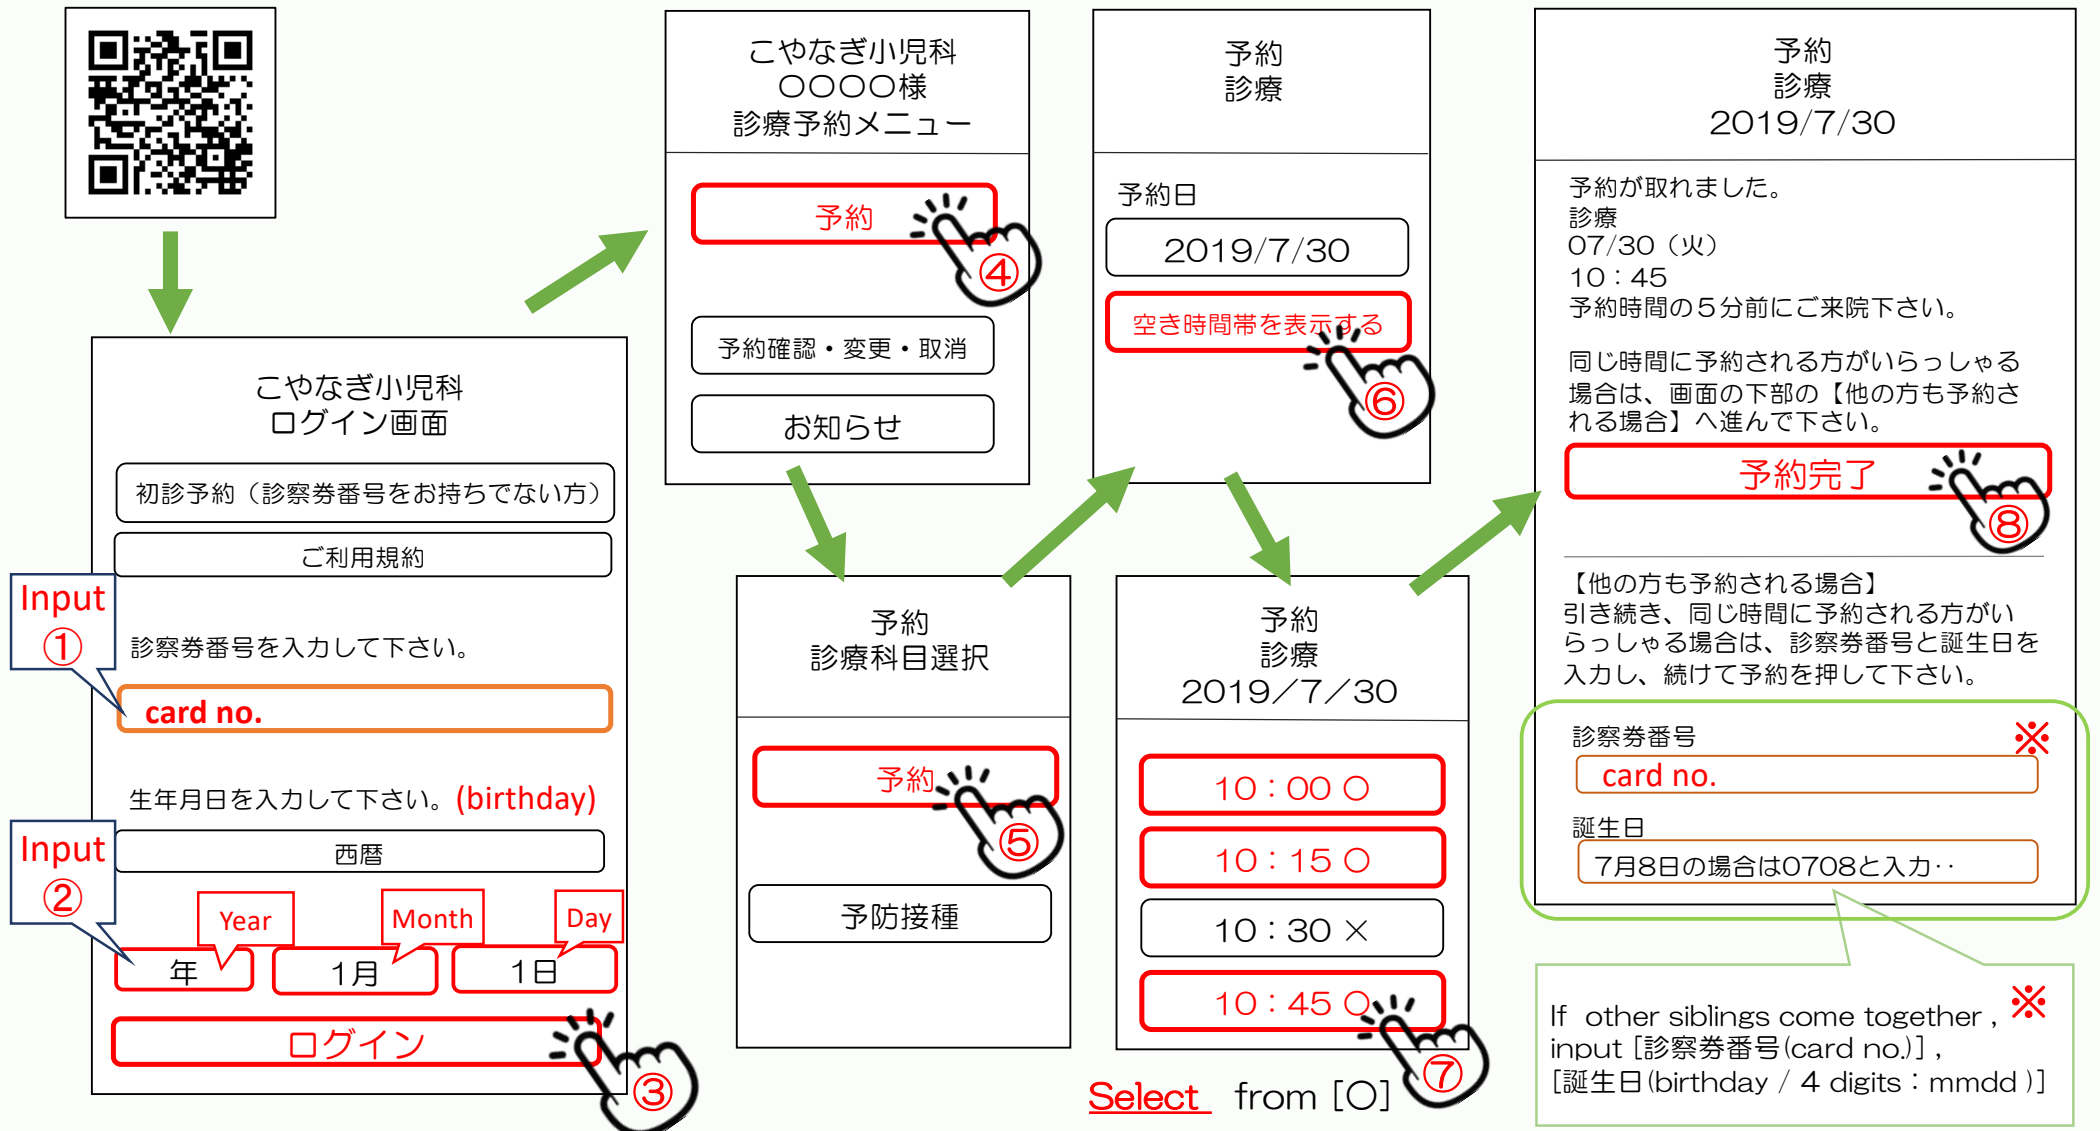 こやなぎ小児科
ログイン画面
初診予約（診察券番号をお持ちでない方）
ご利用規約
Input
①
診察券番号を入力して下さい。
card no.
生年月日を入力して下さい。(birthday)
Input
②
西暦
Year
Month
Day
年
1月
1日
ログイン
③
こやなぎ小児科
〇〇〇〇様
診療予約メニュー
予約
④
予約確認・変更・取消
お知らせ
予約
診療科目選択
予約
⑤
予防接種
予約
診療
予約日
2019/7/30
空き時間帯を表示する
⑥
予約
診療
2019／7／30
10：00 〇
10：15 〇
10：30 ×
10：45 〇
⑦
Select from [〇]
予約
診療
2019/7/30
予約が取れました。
診療
07/30（火）
10：45
予約時間の５分前にご来院下さい。
同じ時間に予約される方がいらっしゃる
場合は、画面の下部の【他の方も予約さ
れる場合】へ進んで下さい。
予約完了
⑧
【他の方も予約される場合】
引き続き、同じ時間に予約される方がい
らっしゃる場合は、診察券番号と誕生日を
入力し、続けて予約を押して下さい。
診察券番号
※
card no.
誕生日
7月8日の場合は0708と入力‥
If other siblings come together , ※
input [診察券番号(card no.)] ,
[誕生日(birthday / 4 digits：mmdd )]